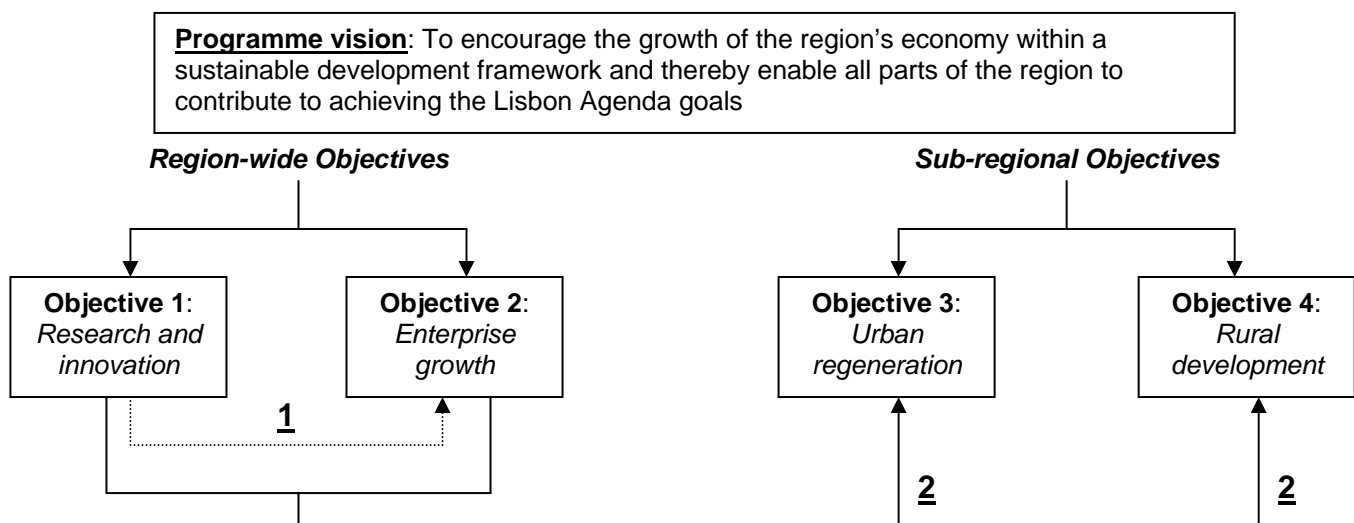 Programme vision: To encourage the growth of the region's economy within a
sustainable development framework and thereby enable all parts of the region to
contribute to achieving the Lisbon Agenda goals
Region-wide Objectives
Sub-regional Objectives
Objective 1:
Research and
innovation
Objective 2:
Enterprise
growth
Objective 3:
Urban
regeneration
Objective 4:
Rural
development
1
2
2